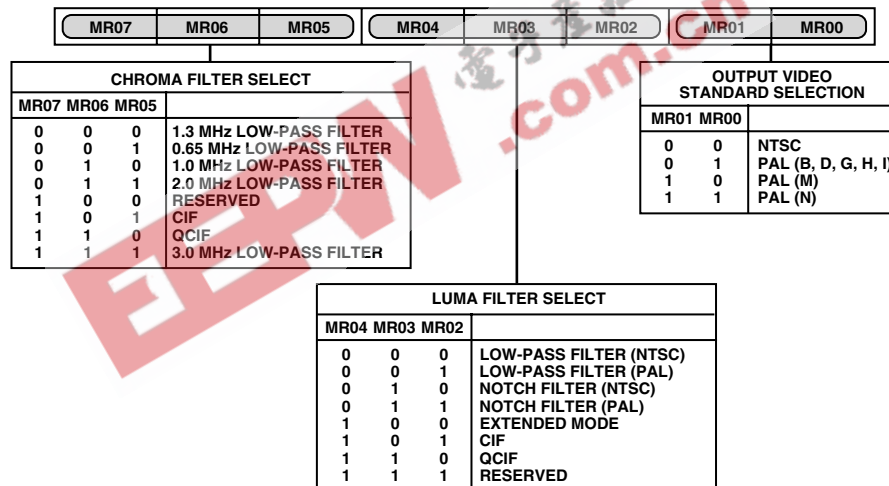 MR07 MR06 MR05 MR04 MR03 MR02 MR01 MR00
CHROMA FILTER SELECT
MR07 MR06 MR05
0 0 0 1.3 MHz LOW-PASS FILTER
0 0 1 0.65 MHz LOW-PASS FILTER
0 1 0 1.0 MHz LOW-PASS FILTER
0 1 1 2.0 MHz LOW-PASS FILTER
1 0 0 RESERVED
1 0 1 CIF
1 1 0 QCIF
1 1 1 3.0 MHz LOW-PASS FILTER
OUTPUT VIDEO
STANDARD SELECTION
MR01 MR00
0 0 NTSC
0 1 PAL (B, D, G, H, I)
1 0 PAL (M)
1 1 PAL (N)
LUMA FILTER SELECT
MR04 MR03 MR02
0 0 0 LOW-PASS FILTER (NTSC)
0 0 1 LOW-PASS FILTER (PAL)
0 1 0 NOTCH FILTER (NTSC)
0 1 1 NOTCH FILTER (PAL)
1 0 0 EXTENDED MODE
1 0 1 CIF
1 1 0 QCIF
1 1 1 RESERVED
EEPW
.com.cn